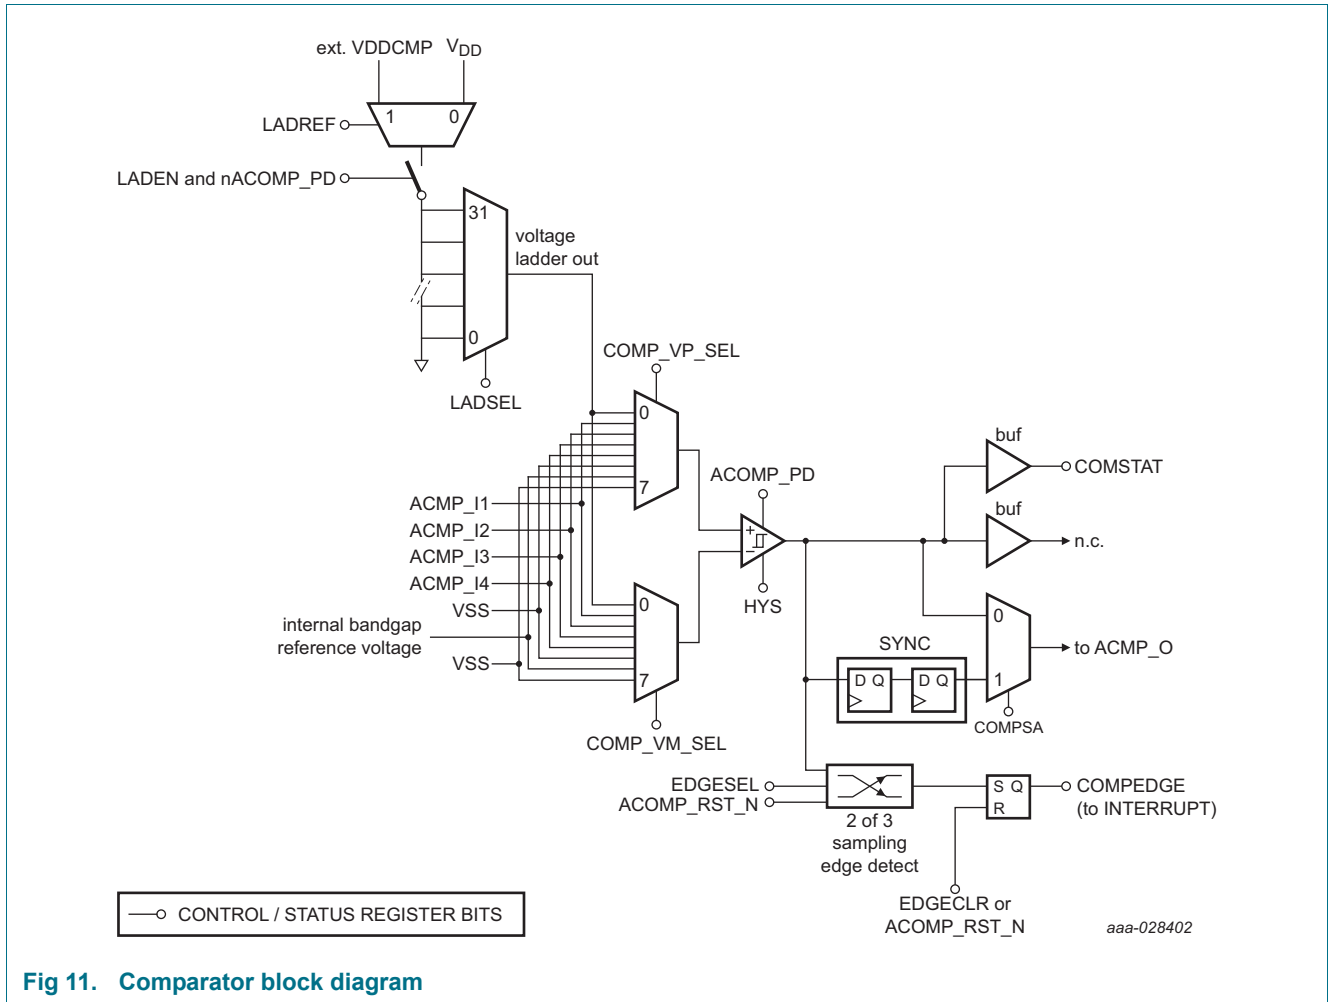 ext. VDDCMP VDD
1 0
LADREF
LADEN and nACOMP_PD
31
voltage
ladder out
0
LADSEL
COMP_VP_SEL
0
7
ACMP_I1
ACMP_I2
ACMP_I3
ACMP_I4
VSS
internal bandgap
reference voltage
VSS
0
7
COMP_VM_SEL
ACOMP_PD
+
−
HYS
buf
COMSTAT
buf
n.c.
0
to ACMP_O
SYNC
D Q D Q
1
COMPSA
EDGESEL
ACOMP_RST_N
2 of 3
sampling
edge detect
S Q
R
COMPEDGE
(to INTERRUPT)
EDGECLR or
ACOMP_RST_N
CONTROL / STATUS REGISTER BITS
aaa-028402
Fig 11. Comparator block diagram